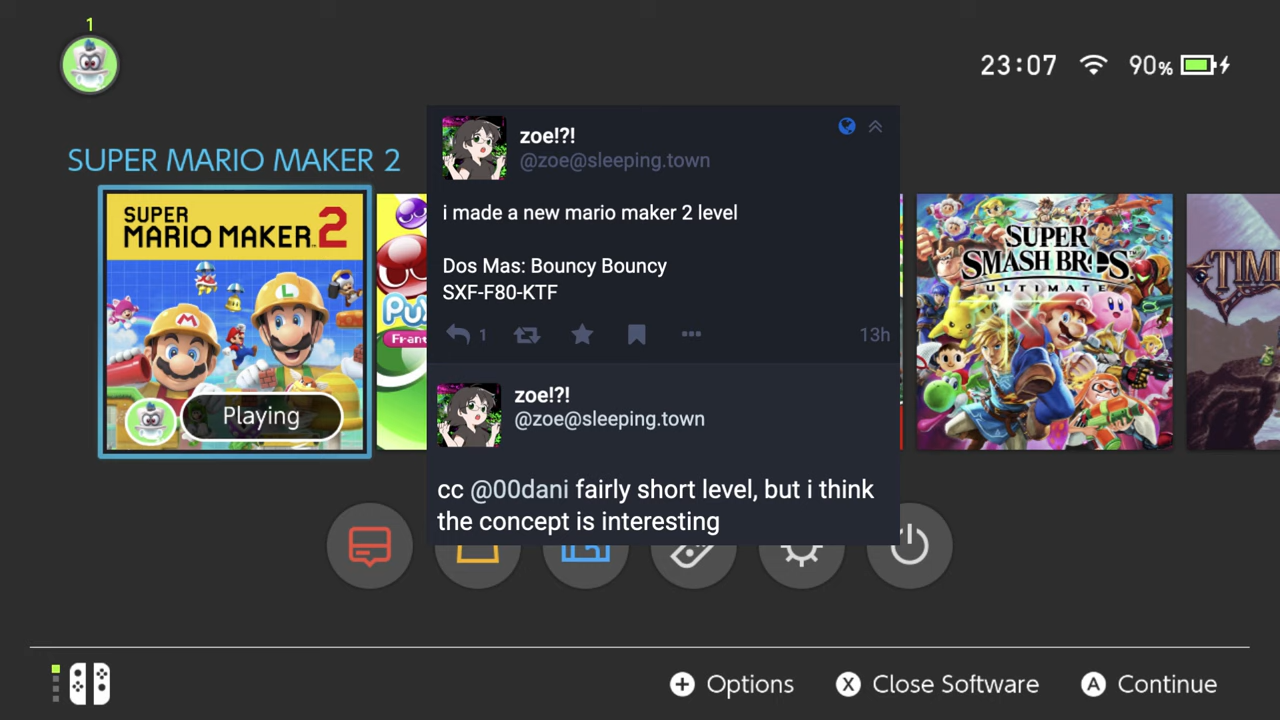 1
23:07
90%
SUPER MARIO MAKER 2
SUPER
MARIO MAKER 2
Playing
zoe!?!
@zoe@sleeping.town
i made a new mario maker 2 level
Dos Mas: Bouncy Bouncy
SXF-F80-KTF
1
13h
zoe!?!
@zoe@sleeping.town
cc @00dani fairly short level, but i think
the concept is interesting
SUPER
SMASH BROS.
ULTIMATE
Options
X
Close Software
A
Continue